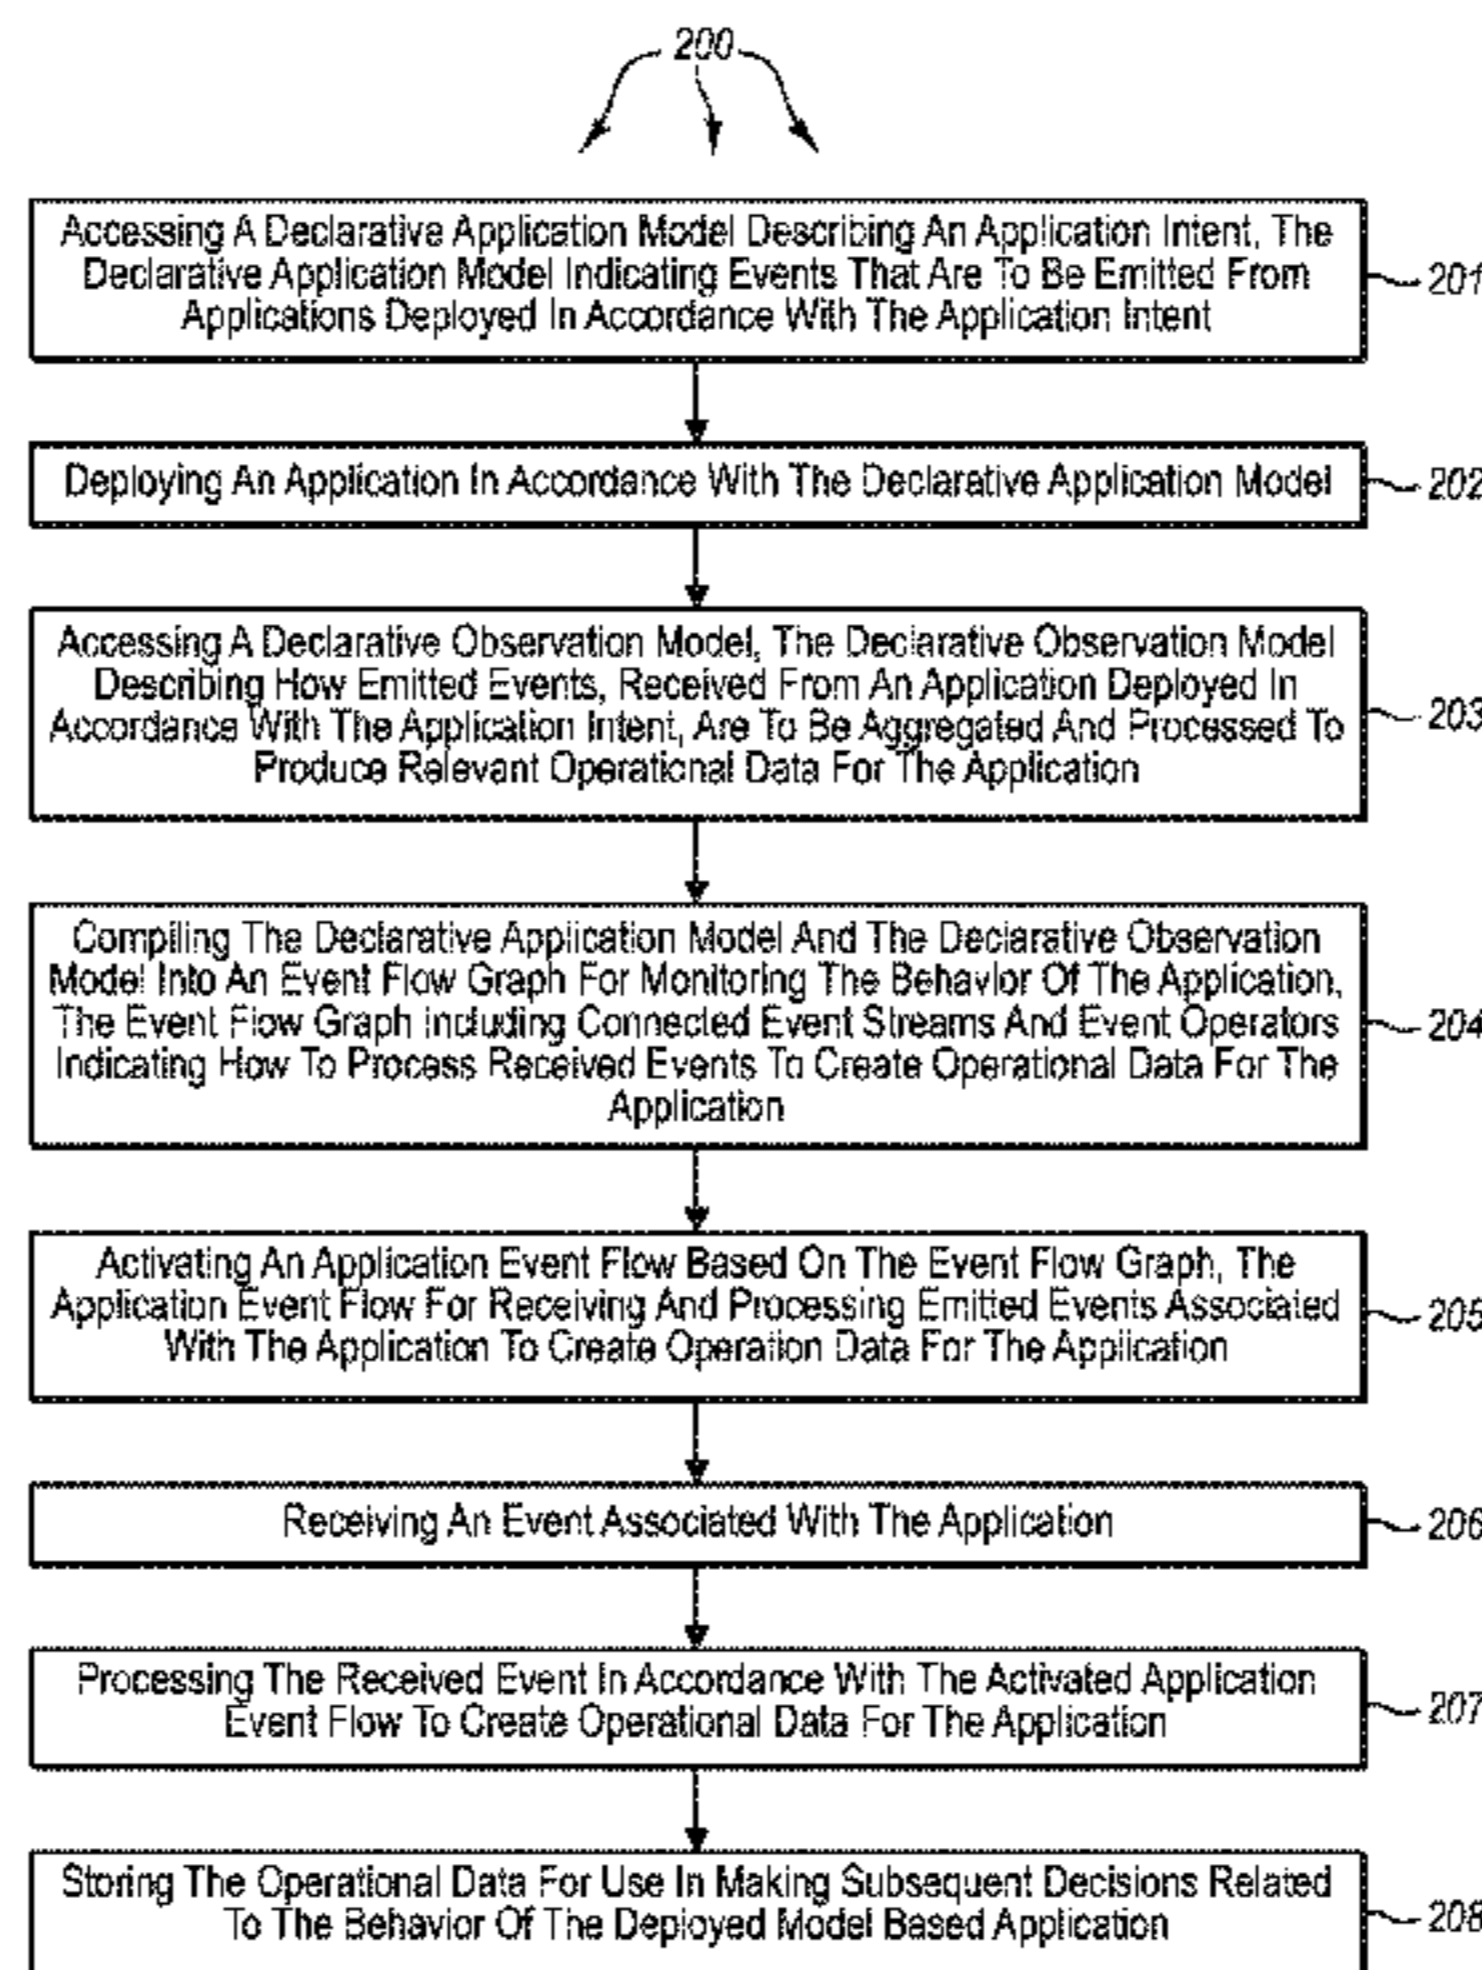 200
Accessing A Declarative Application Model Describing An Application Intent, The
Declarative Application Model Indicating Events That Are To Be Emitted From
Applications Deployed In Accordance With The Application Intent
201
Deploying An Application In Accordance With The Declarative Application Model
202
Accessing A Declarative Observation Model, The Declarative Observation Model
Describing How Emitted Events, Received From An Application Deployed In
Accordance With The Application Intent, Are To Be Aggregated And Processed To
Produce Relevant Operational Data For The Application
203
Compiling The Declarative Application Model And The Declarative Observation
Model Into An Event Flow Graph For Monitoring The Behavior Of The Application,
The Event Flow Graph Including Connected Event Streams And Event Operators
Indicating How To Process Received Events To Create Operational Data For The
Application
204
Activating An Application Event Flow Based On The Event Flow Graph, The
Application Event Flow For Receiving And Processing Emitted Events Associated
With The Application To Create Operation Data For The Application
205
Receiving An Event Associated With The Application
206
Processing The Received Event In Accordance With The Activated Application
Event Flow To Create Operational Data For The Application
207
Storing The Operational Data For Use In Making Subsequent Decisions Related
To The Behavior Of The Deployed Model Based Application
208